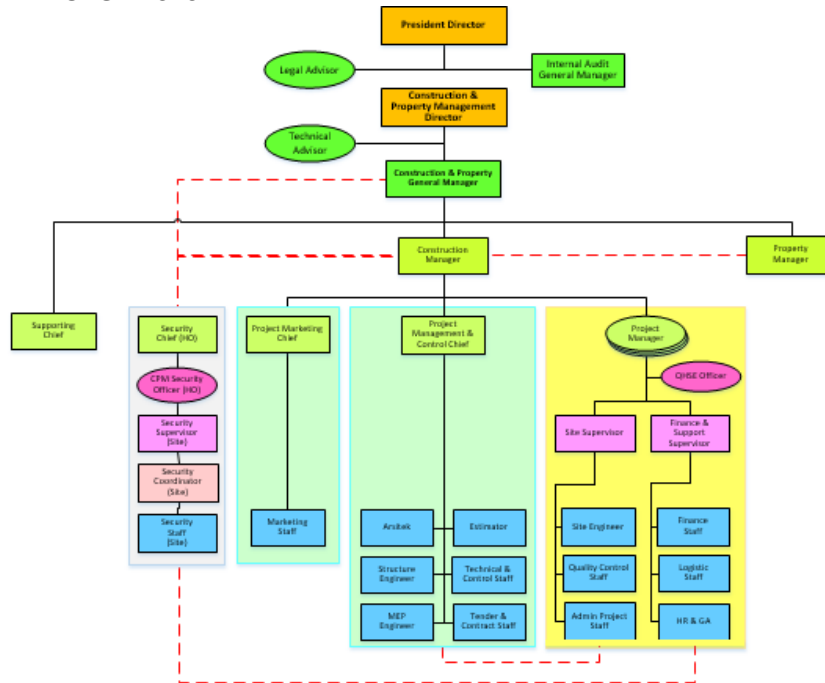 President Director
Legal Advisor
Internal Audit
General Manager
Construction &
Property Management
Director
Technical
Advisor
Construction & Property
General Manager
Construction
Manager
Property
Manager
Supporting
Chief
Security
Chief (HO)
Project Marketing
Chief
Project
Management &
Control Chief
Project
Manager
CPM Security
Officer (HO)
QHSE Officer
Security
Supervisor
(Site)
Site Supervisor
Finance &
Support
Supervisor
Security
Coordinator
(Site)
Security
Staff
(Site)
Marketing
Staff
Arsitek
Estimator
Site Engineer
Finance
Staff
Structure
Engineer
Technical
& Control Staff
Quality Control
Staff
Logistic
Staff
MEP
Engineer
Tender &
Contract Staff
Admin Project
Staff
HR & GA